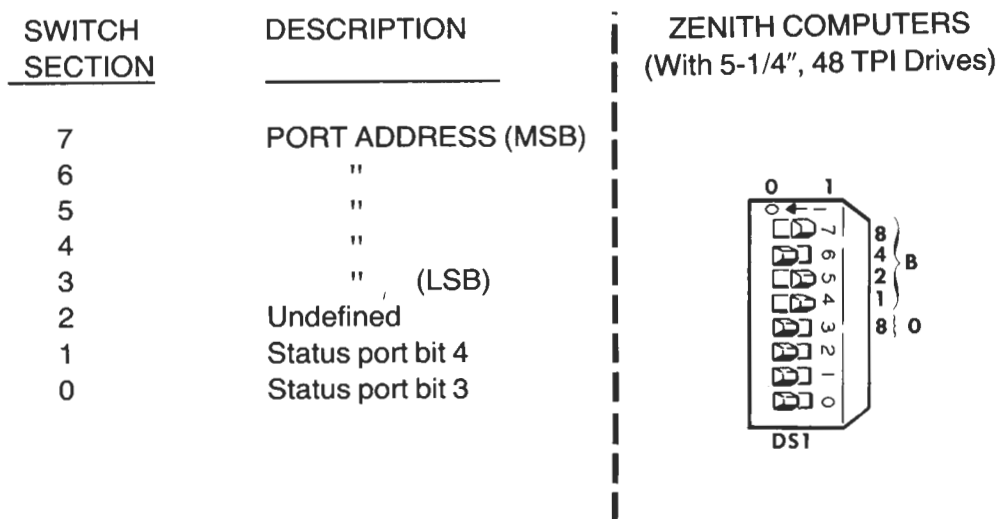 SWITCH SECTION
DESCRIPTION
7 PORT ADDRESS (MSB)
6 "
5 "
4 "
3 " (LSB)
2 Undefined
1 Status port bit 4
0 Status port bit 3
ZENITH COMPUTERS
(With 5-1/4", 48 TPI Drives)
0 1
0 ← 1
7 8
6 4 B
5 2
4 1
3 8 0
2
1
0
DS1